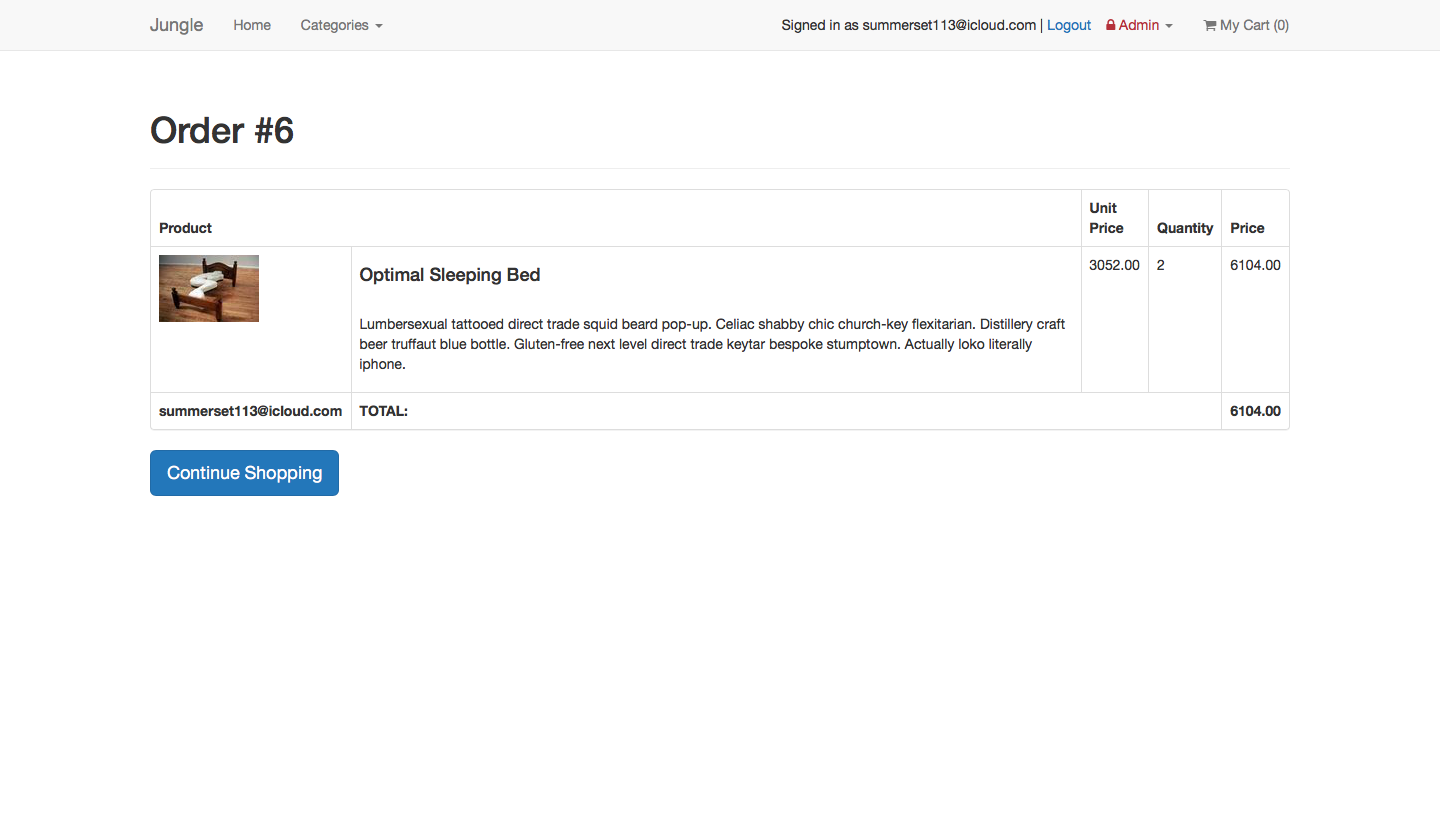 Jungle Home Categories Signed in as summerset113@icloud.com | Logout Admin My Cart (0)
Order #6
Product Unit Price Quantity Price
Optimal Sleeping Bed 3052.00 2 6104.00
Lumbersexual tattooed direct trade squid beard pop-up. Celiac shabby chic church-key flexitarian. Distillery craft
beer truffaut blue bottle. Gluten-free next level direct trade keytar bespoke stumptown. Actually loko literally
iphone.
summerset113@icloud.com TOTAL: 6104.00
Continue Shopping